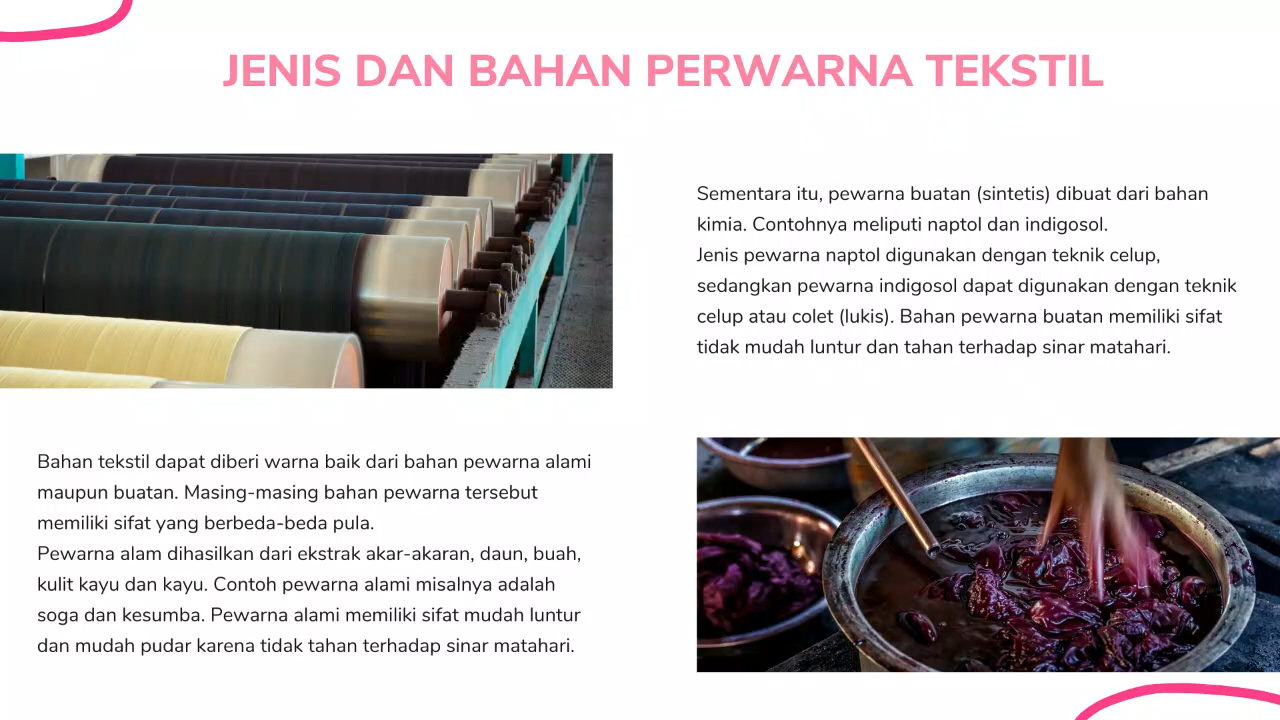 JENIS DAN BAHAN PERWARNA TEKSTIL
Bahan tekstil dapat diberi warna baik dari bahan pewarna alami
maupun buatan. Masing-masing bahan pewarna tersebut
memiliki sifat yang berbeda-beda pula.
Pewarna alam dihasilkan dari ekstrak akar-akaran, daun, buah,
kulit kayu dan kayu. Contoh pewarna alami misalnya adalah
soga dan kesumba. Pewarna alami memiliki sifat mudah luntur
dan mudah pudar karena tidak tahan terhadap sinar matahari.
Sementara itu, pewarna buatan (sintetis) dibuat dari bahan
kimia. Contohnya meliputi naptol dan indigosol.
Jenis pewarna naptol digunakan dengan teknik celup,
sedangkan pewarna indigosol dapat digunakan dengan teknik
celup atau colet (lukis). Bahan pewarna buatan memiliki sifat
tidak mudah luntur dan tahan terhadap sinar matahari.